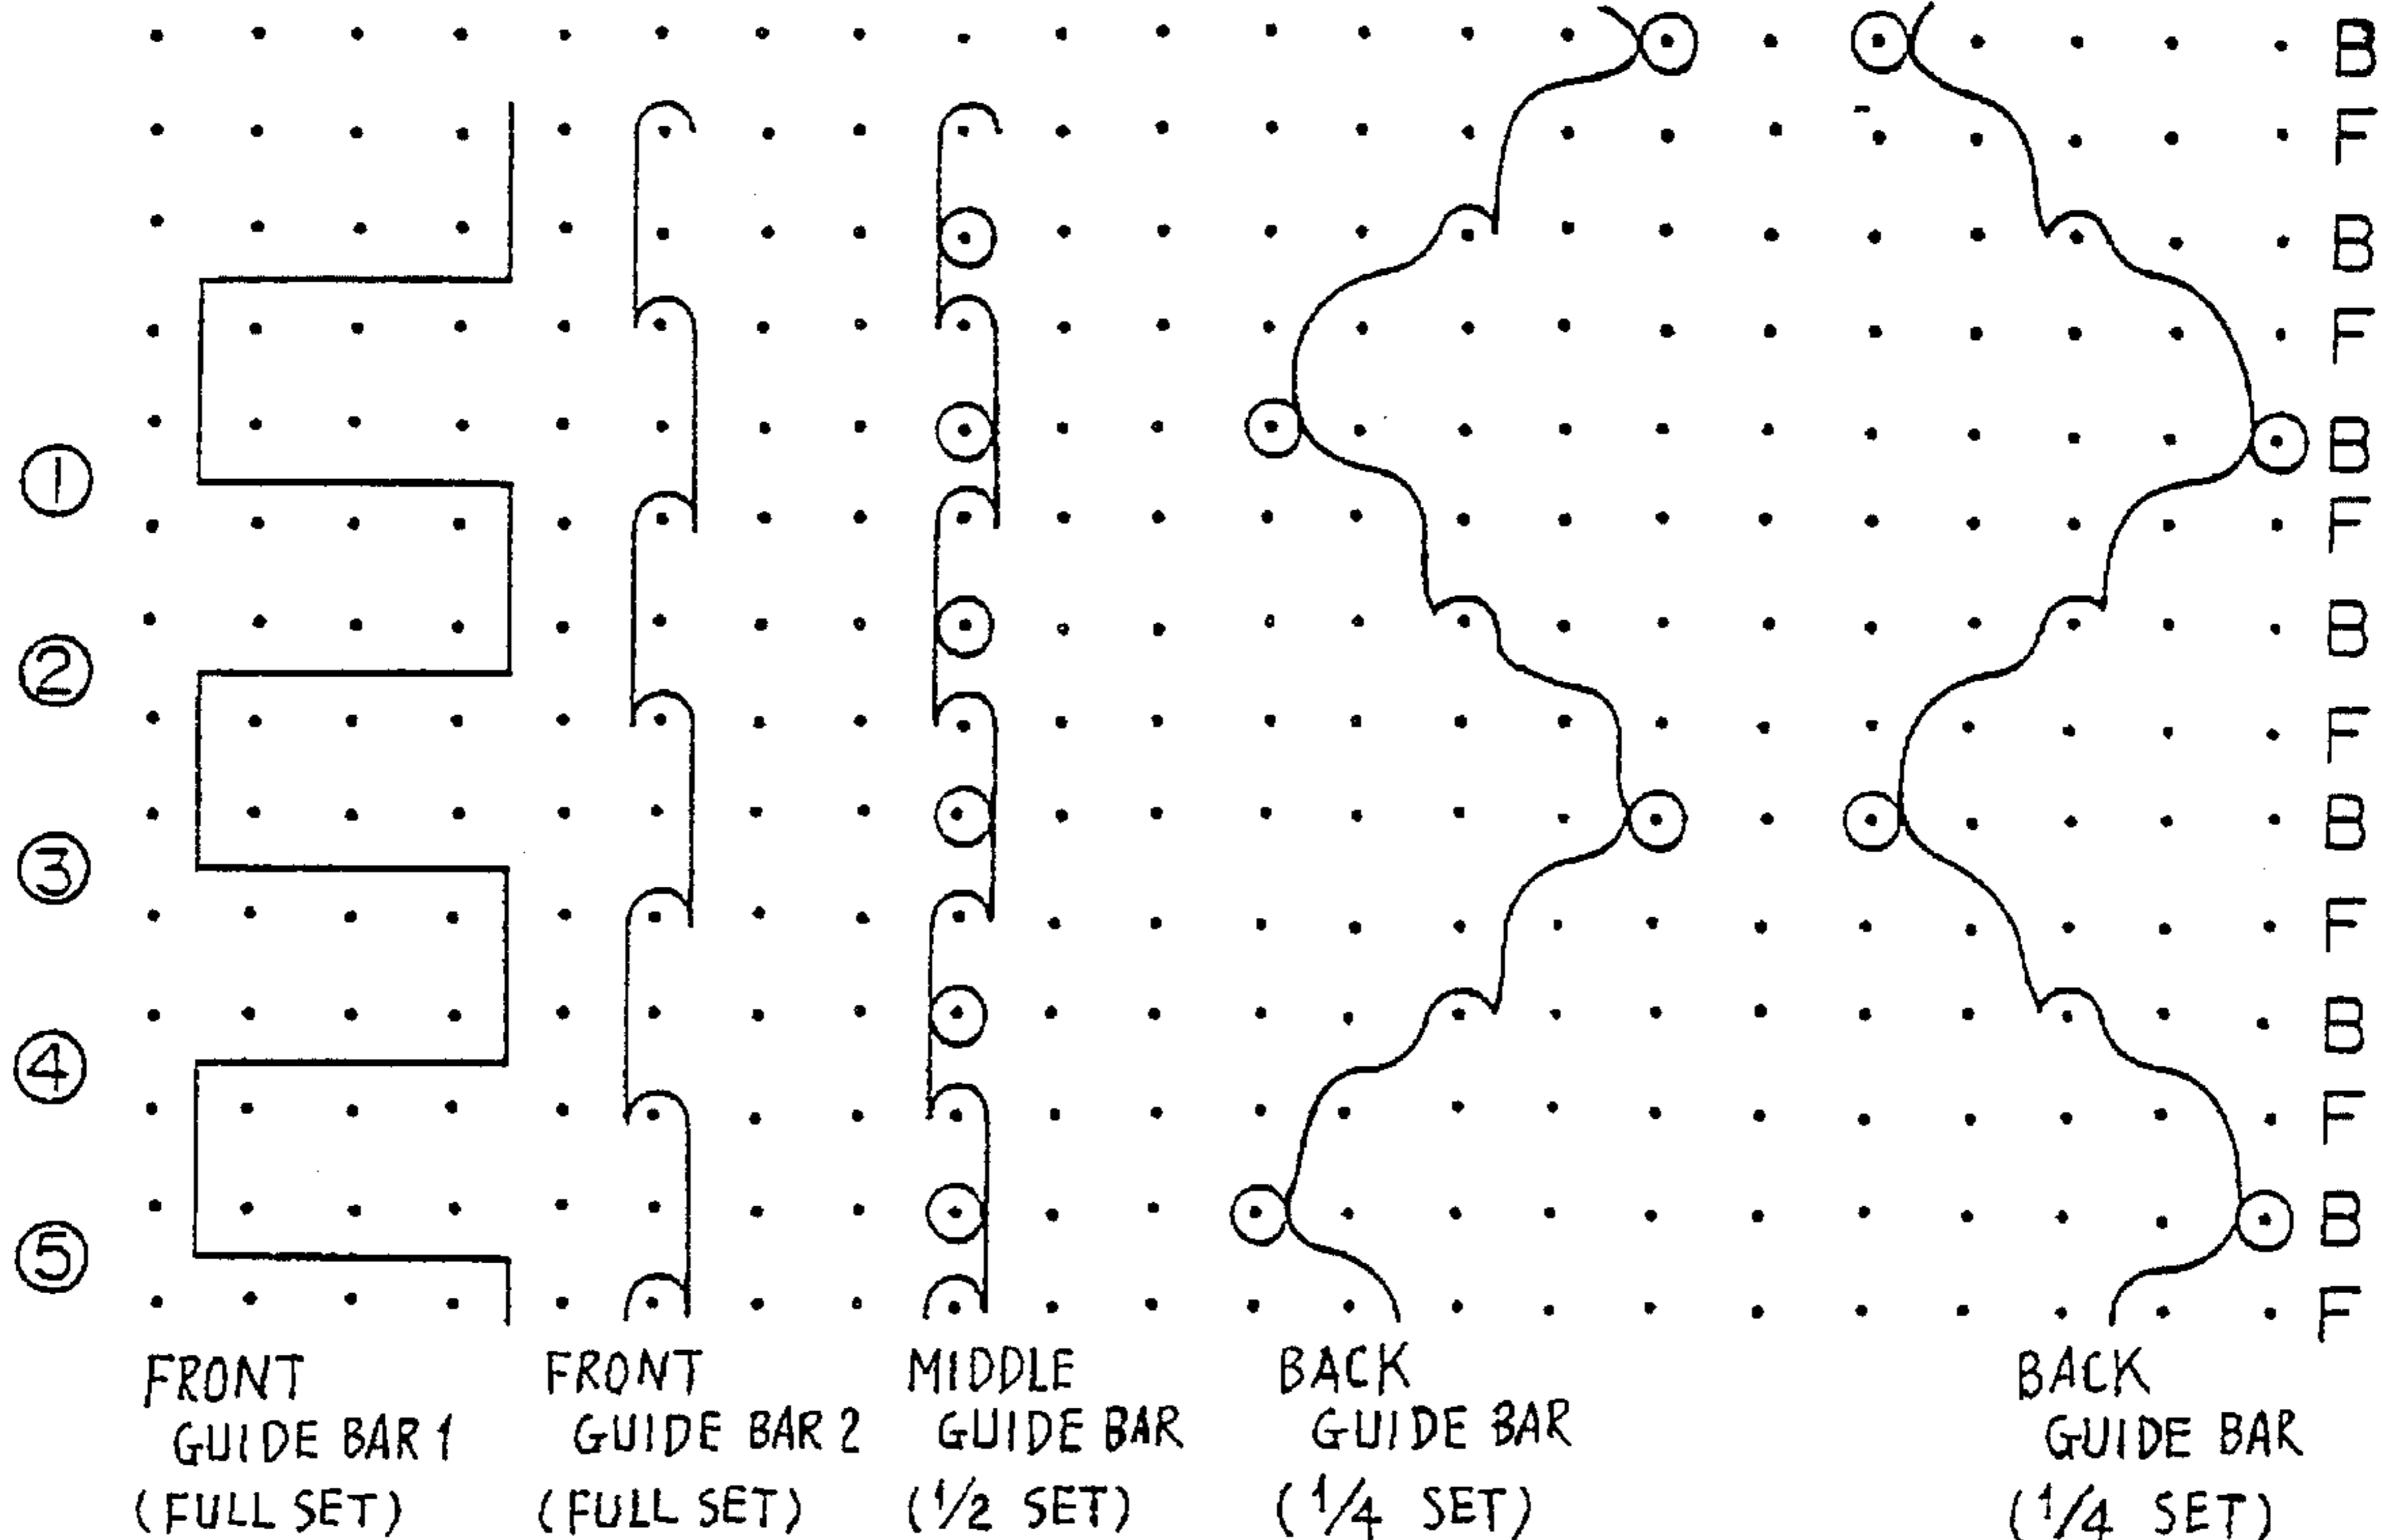 B
F
B
F
① B
F
B
② F
B
③ F
B
④ F
B
⑤ F
FRONT GUIDE BAR 1 (FULL SET)
FRONT GUIDE BAR 2 (FULL SET)
MIDDLE GUIDE BAR (1/2 SET)
BACK GUIDE BAR (1/4 SET)
BACK GUIDE BAR (1/4 SET)